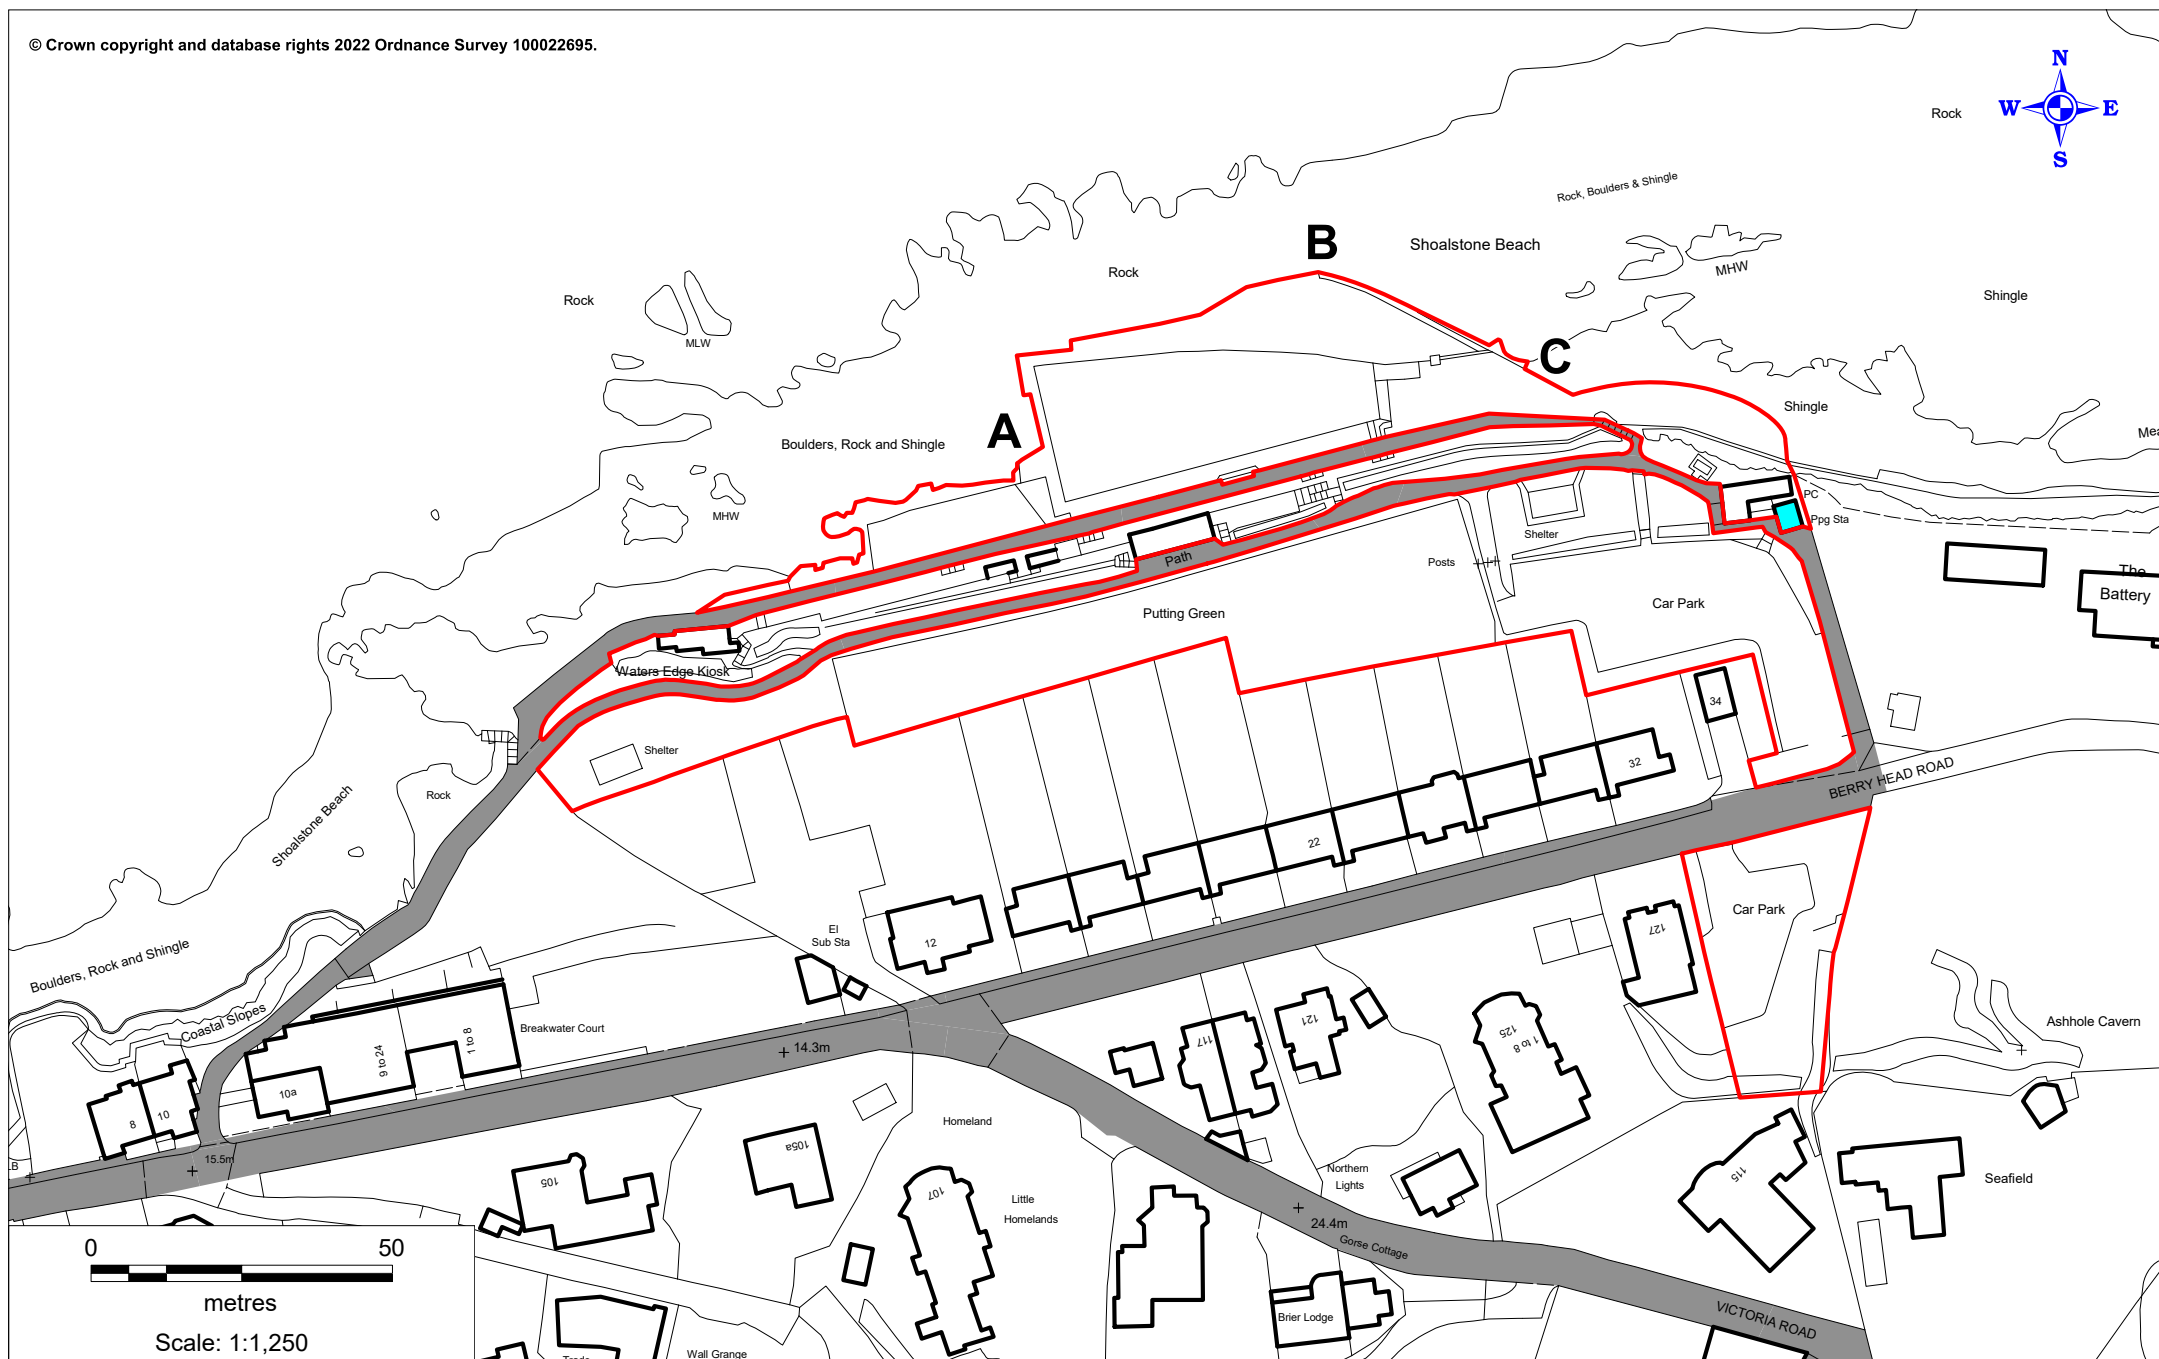 © Crown copyright and database rights 2022 Ordnance Survey 100022695.
N
W
E
S
Rock
Rock, Boulders & Shingle
B
Shoalstone Beach
MHW
Rock
Rock
Shingle
MLW
C
Shingle
A
Boulders, Rock and Shingle
MHW
PC
Ppg Sta
Shelter
Path
Posts
The
Battery
Putting Green
Car Park
Waters Edge Kiosk
34
Shelter
32
BERRY HEAD ROAD
Rock
Shoalstone Beach
22
Car Park
127
El
Sub Sta
12
Boulders, Rock and Shingle
Coastal Slopes
Breakwater Court
1 to 8
9 to 24
10a
14.3m
121
117
125
1 to 8
Ashhole Cavern
8
10
15.5m
LB
Homeland
105a
105
107
Little
Homelands
Northern
Lights
24.4m
Gorse Cottage
115
Seafield
Brier Lodge
VICTORIA ROAD
Wall Grange
0
50
metres
Scale: 1:1,250